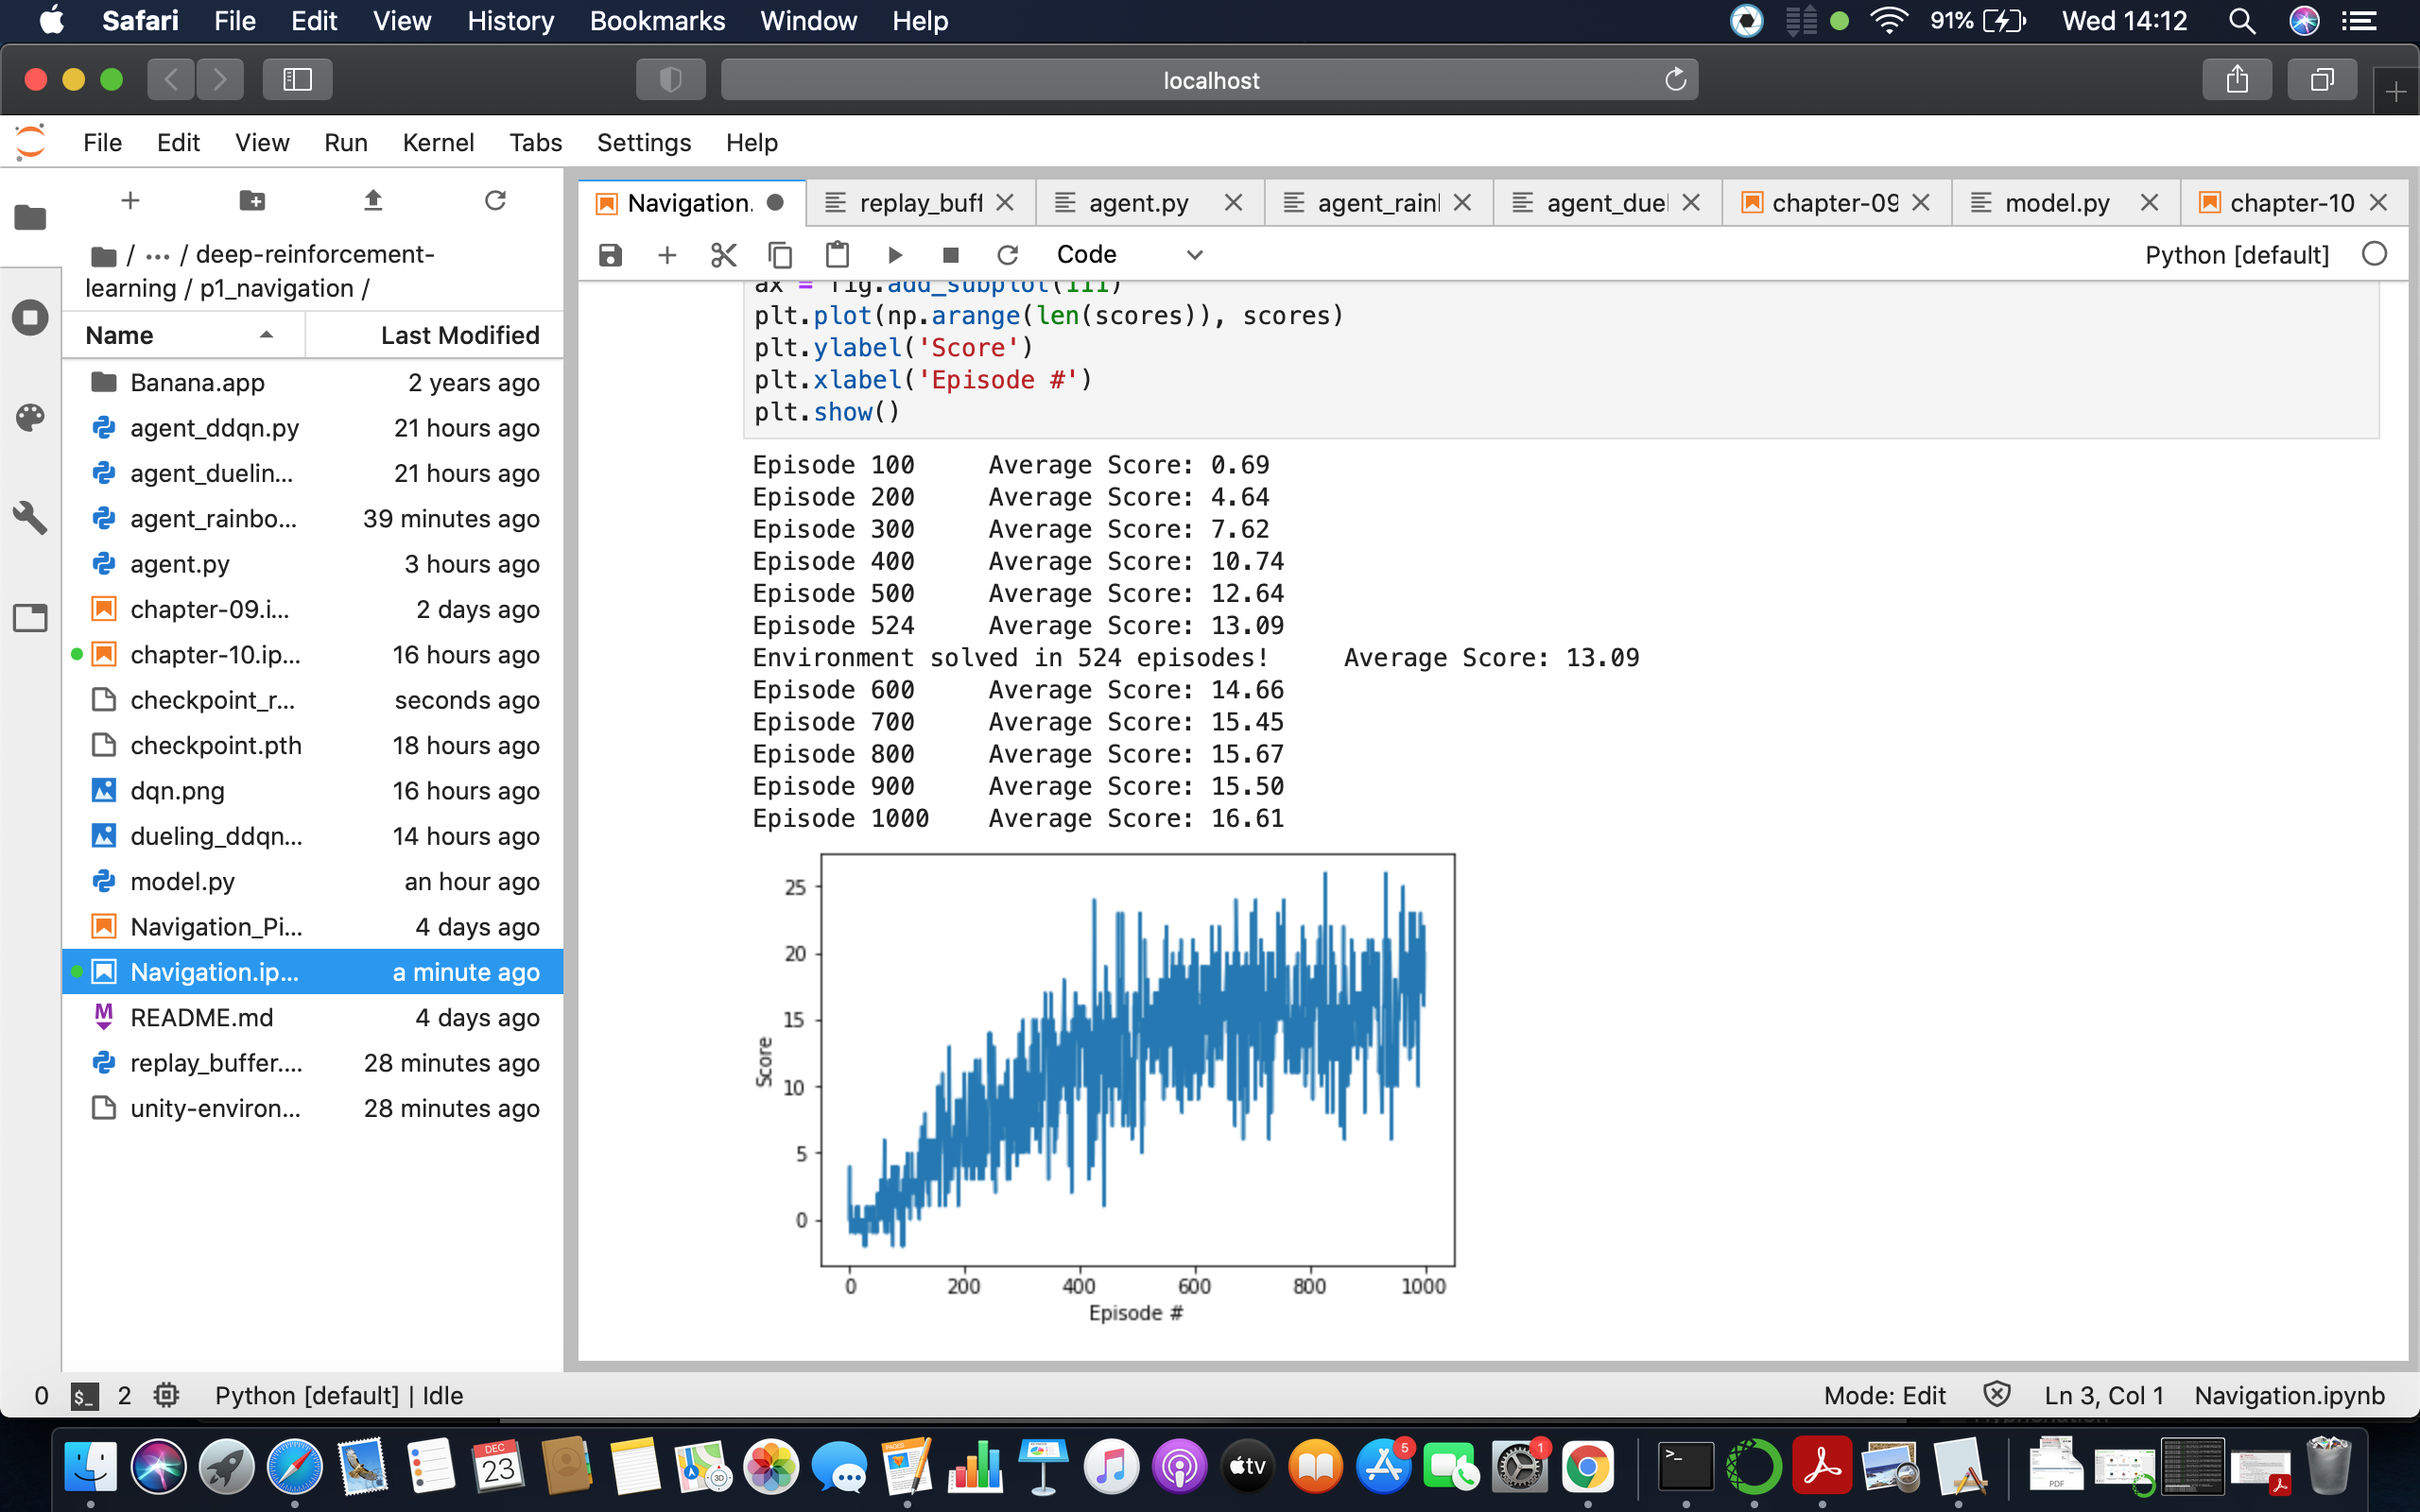 Safari File Edit View History Bookmarks Window Help 91% Wed 14:12
localhost
File Edit View Run Kernel Tabs Settings Help
Navigation. replay_buff agent.py agent_rainl agent_duel chapter-09 model.py chapter-10
/ ... / deep-reinforcement-
learning / p1_navigation /
Code Python [default]
Name Last Modified
Banana.app 2 years ago
agent_ddqn.py 21 hours ago
agent_duelin... 21 hours ago
agent_rainbo... 39 minutes ago
agent.py 3 hours ago
chapter-09.i... 2 days ago
chapter-10.ip... 16 hours ago
checkpoint_r... seconds ago
checkpoint.pth 18 hours ago
dqn.png 16 hours ago
dueling_ddqn... 14 hours ago
model.py an hour ago
Navigation_Pi... 4 days ago
Navigation.ip... a minute ago
README.md 4 days ago
replay_buffer.... 28 minutes ago
unity-environ... 28 minutes ago
ax = fig.add_subplot(111)
plt.plot(np.arange(len(scores)), scores)
plt.ylabel('Score')
plt.xlabel('Episode #')
plt.show()
Episode 100 Average Score: 0.69
Episode 200 Average Score: 4.64
Episode 300 Average Score: 7.62
Episode 400 Average Score: 10.74
Episode 500 Average Score: 12.64
Episode 524 Average Score: 13.09
Environment solved in 524 episodes! Average Score: 13.09
Episode 600 Average Score: 14.66
Episode 700 Average Score: 15.45
Episode 800 Average Score: 15.67
Episode 900 Average Score: 15.50
Episode 1000 Average Score: 16.61
25
20
15
10
5
0
Score
0 200 400 600 800 1000
Episode #
0 $_ 2 Python [default] | Idle Mode: Edit Ln 3, Col 1 Navigation.ipynb
DEC
23
PAGES
3D
tv
5
1
>_
PDF